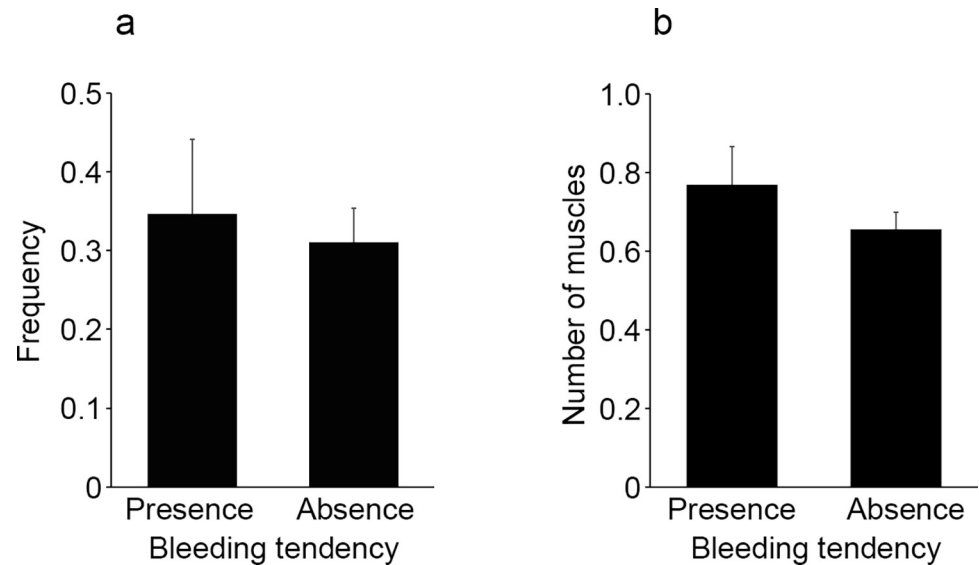 a
0.5
0.4
0.3
0.2
0.1
0
Frequency
Presence Absence
Bleeding tendency
b
1.0
0.8
0.6
0.4
0.2
0
Number of muscles
Presence Absence
Bleeding tendency